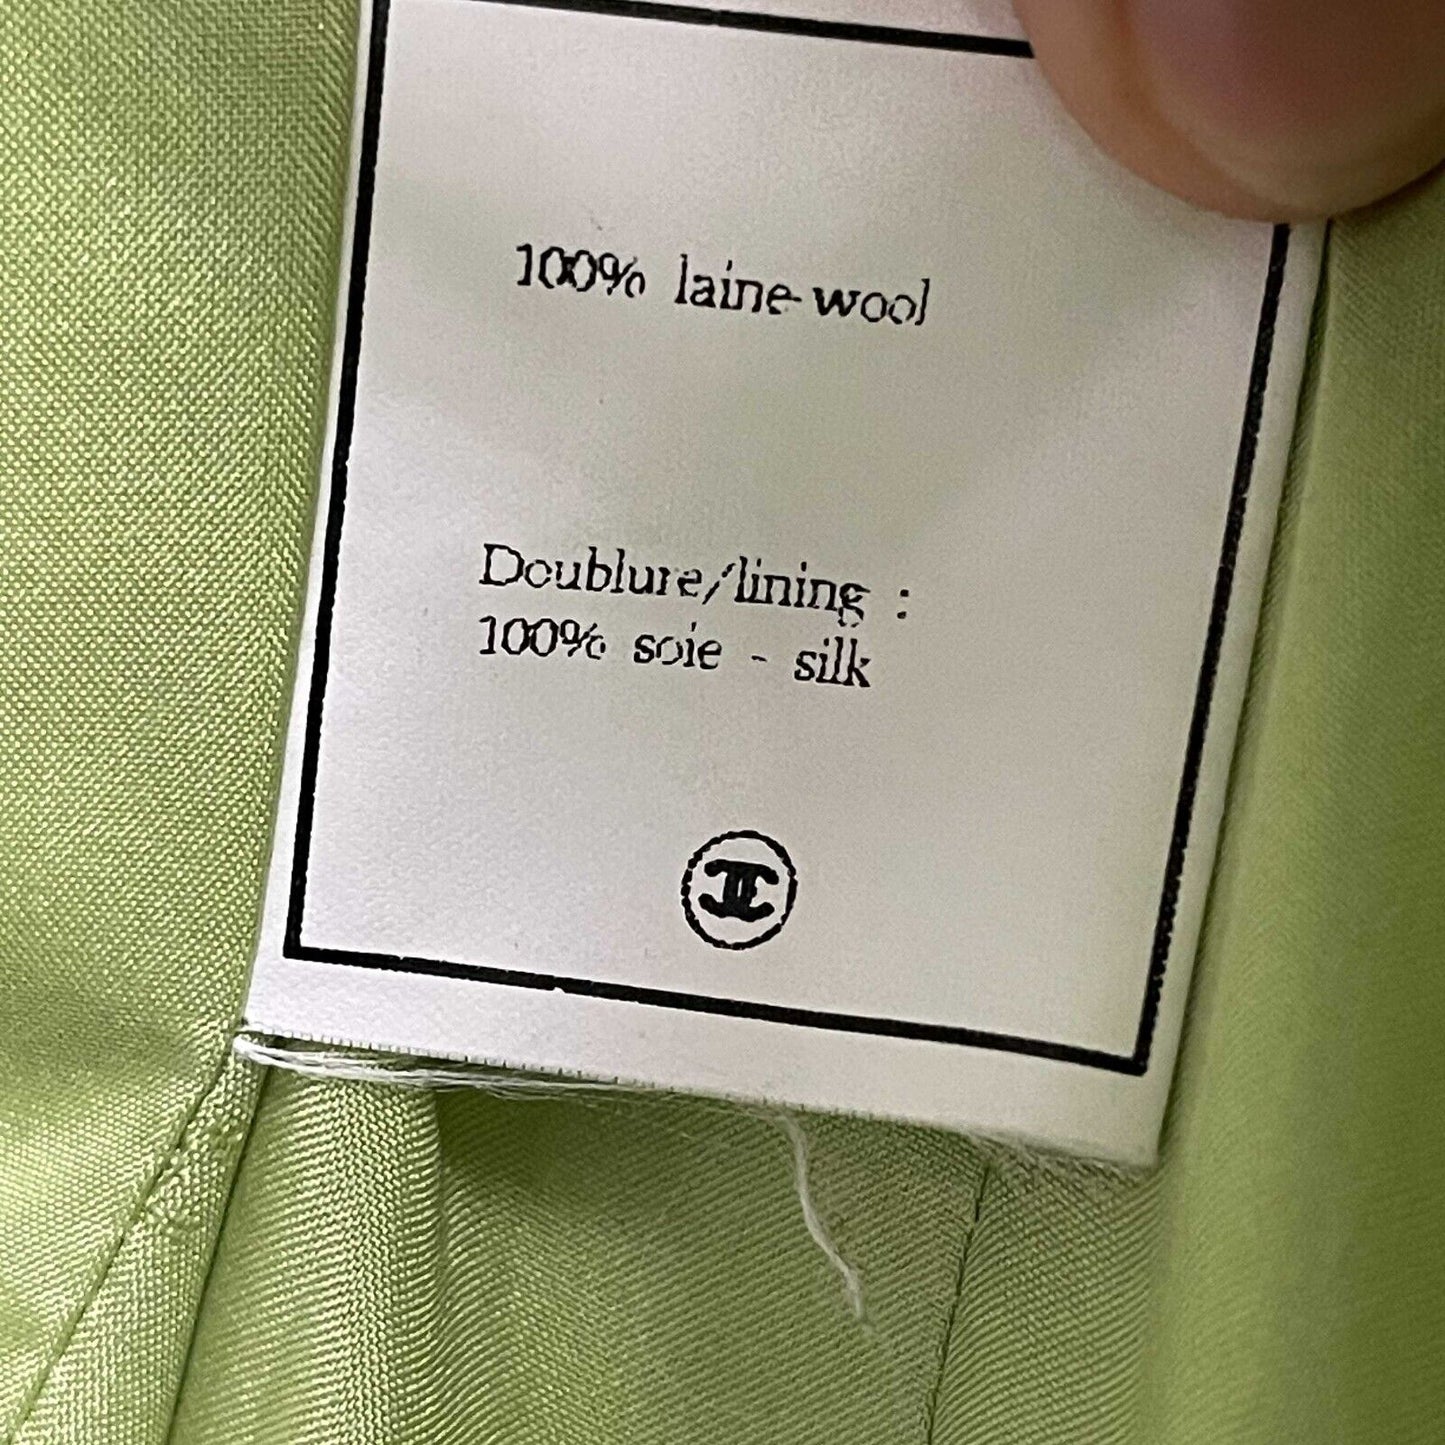 100% laine-wool
Doublure/lining :
100% soie - silk